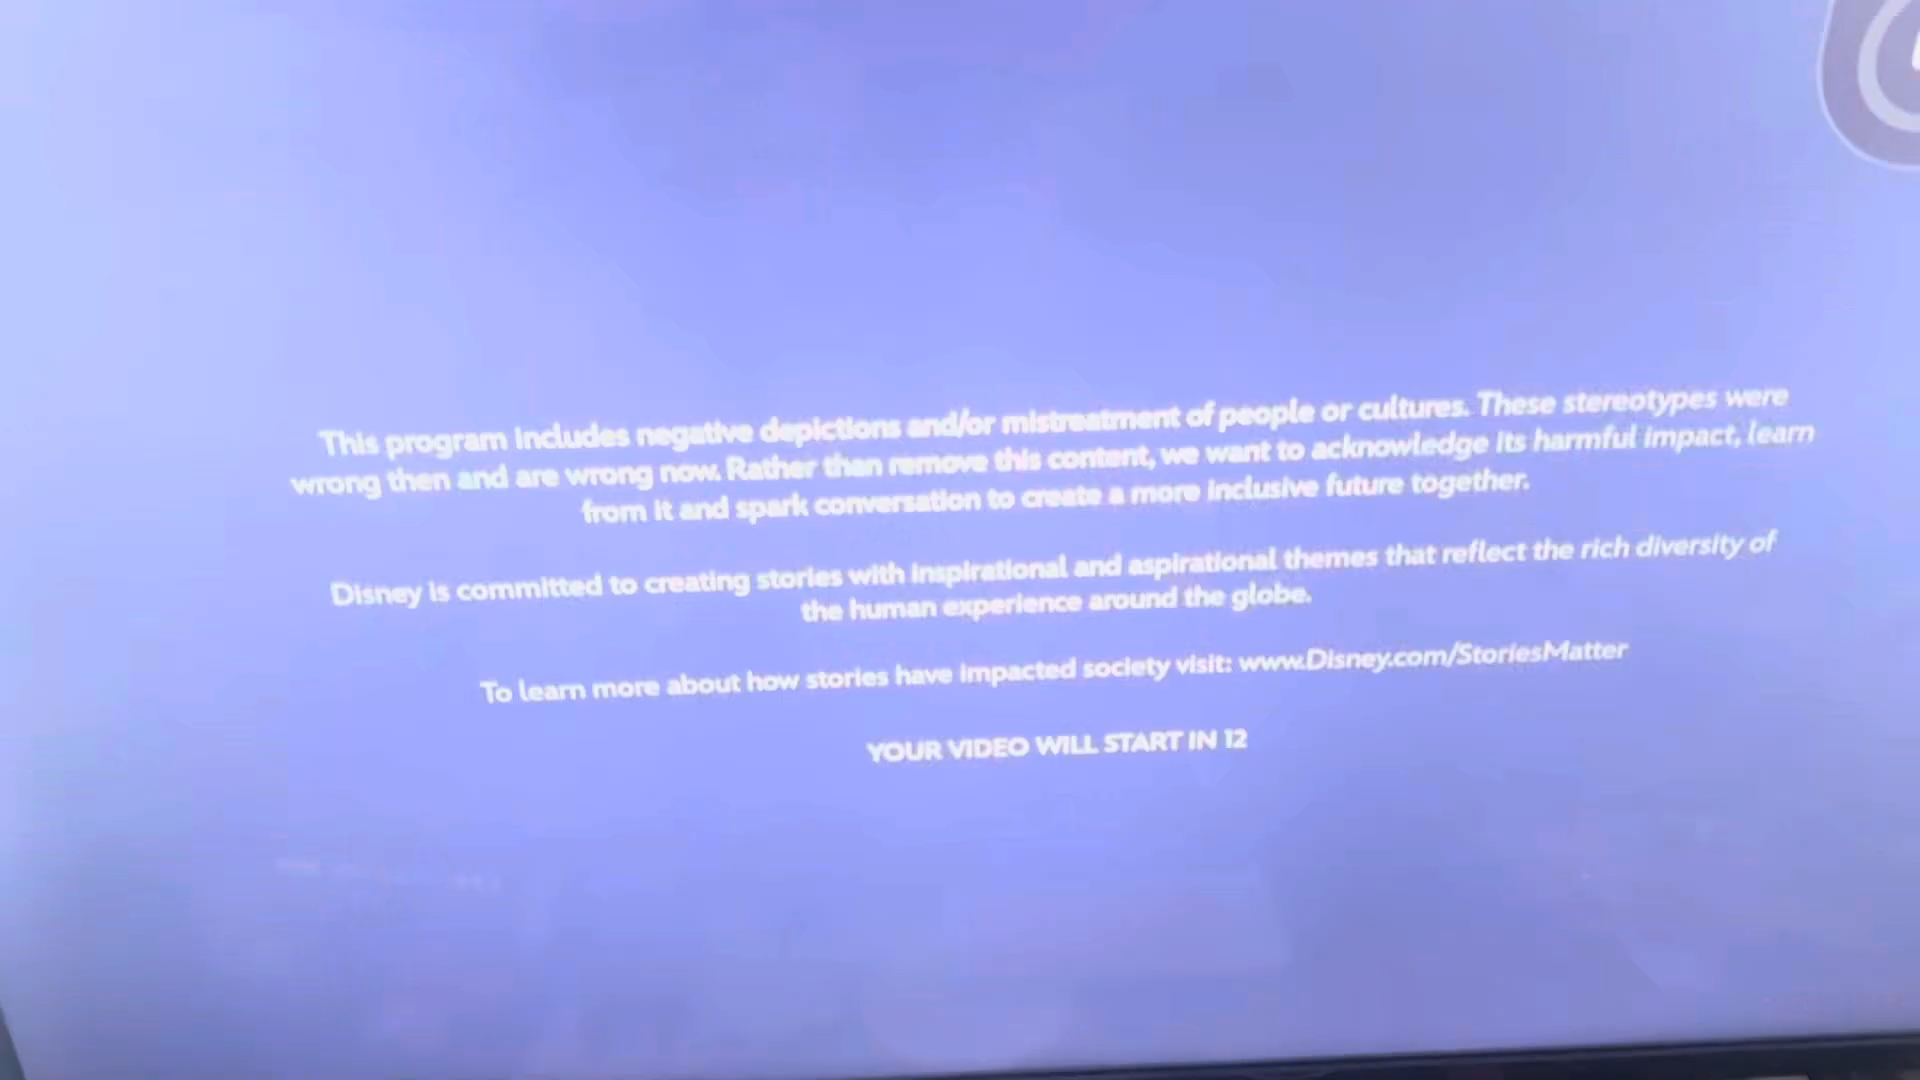 This program includes negative depictions and/or mistreatment of people or cultures. These stereotypes were
wrong then and are wrong now. Rather than remove this content, we want to acknowledge its harmful impact, learn
from it and spark conversation to create a more inclusive future together.
Disney is committed to creating stories with inspirational and aspirational themes that reflect the rich diversity of
the human experience around the globe.
To learn more about how stories have impacted society visit: www.Disney.com/StoriesMatter
YOUR VIDEO WILL START IN 12